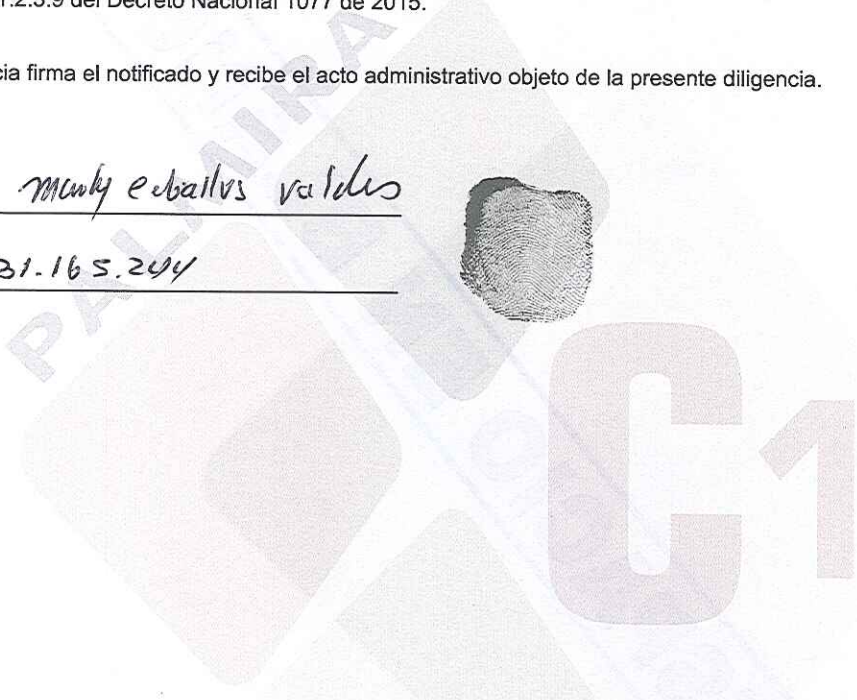 1.2.3.9 del Decreto Nacional 1077 de 2015.
cia firma el notificado y recibe el acto administrativo objeto de la presente diligencia.
valdes
31.165.244
PALMIRA
C1